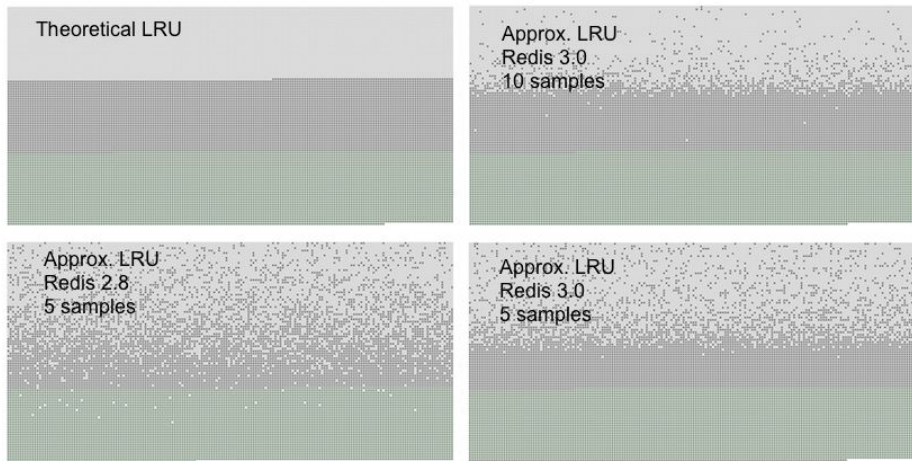 Theoretical LRU
Approx. LRU
Redis 3.0
10 samples
Approx. LRU
Redis 2.8
5 samples
Approx. LRU
Redis 3.0
5 samples